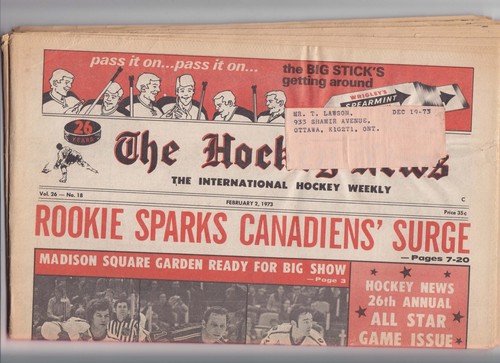 pass it on...pass it on...
the BIG STICK'S
getting around
WRIGLEY'S
SPEARMINT
MR. T. LAWSON, DEC 19-73
933 SHAMIR AVENUE,
OTTAWA, K1G2T1, ONT.
26
YEARS
The Hockey News
THE INTERNATIONAL HOCKEY WEEKLY
Vol. 26 — No. 18
FEBRUARY 2, 1973
C
Price 35c
ROOKIE SPARKS CANADIENS' SURGE
—Pages 7-20
MADISON SQUARE GARDEN READY FOR BIG SHOW
—Page 3
HOCKEY NEWS
26th ANNUAL
ALL STAR
GAME ISSUE